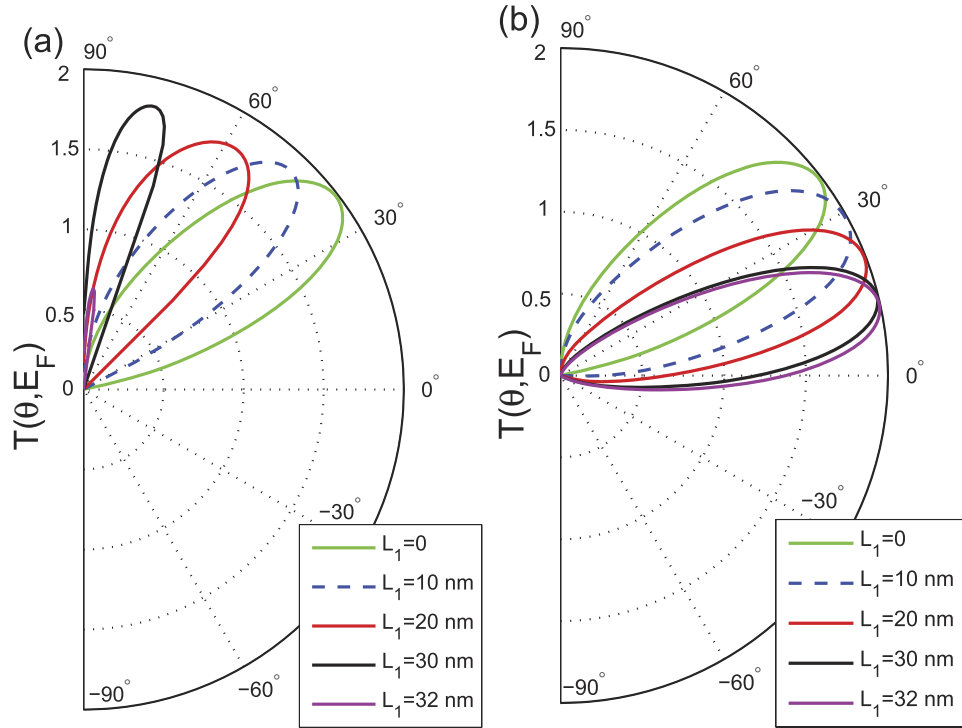 (a)
90°
2
1.5
1
0.5
0
60°
30°
0°
−30°
−60°
−90°
T(θ,E_F)
L_1=0
L_1=10 nm
L_1=20 nm
L_1=30 nm
L_1=32 nm
(b)
90°
2
1.5
1
0.5
0
60°
30°
0°
−30°
−60°
−90°
T(θ,E_F)
L_1=0
L_1=10 nm
L_1=20 nm
L_1=30 nm
L_1=32 nm